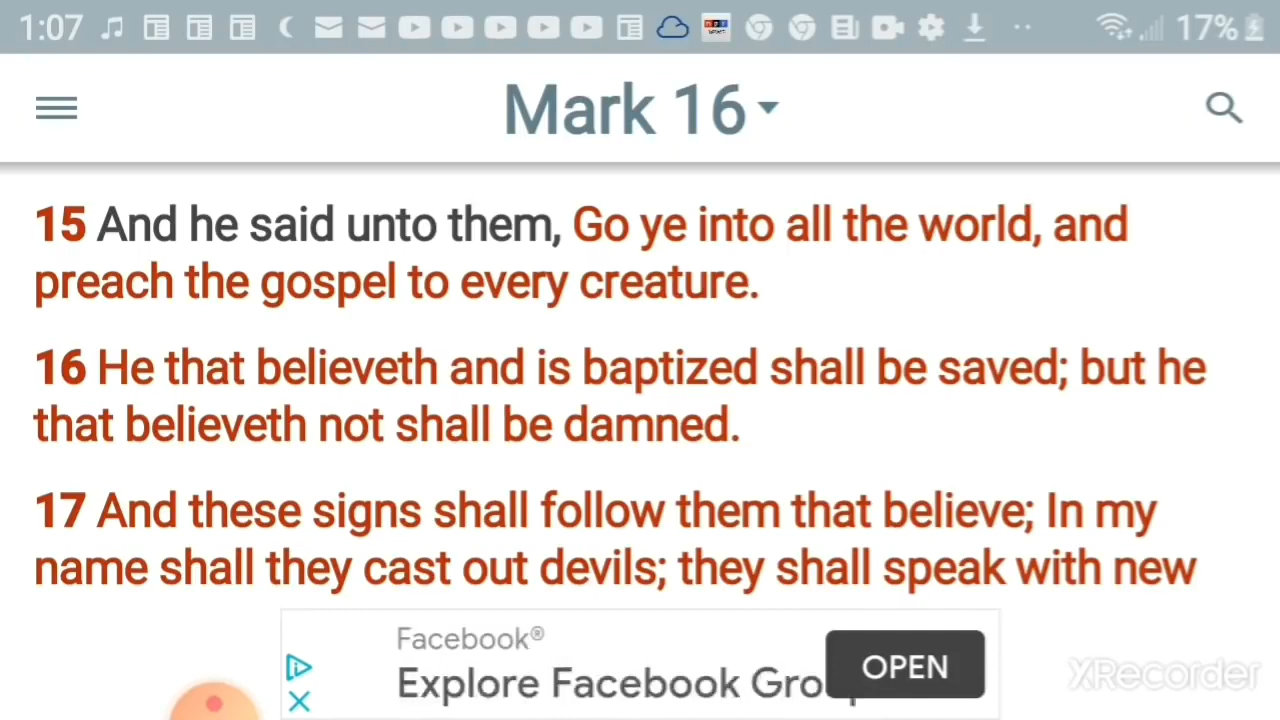 1:07 17%
Mark 16
15 And he said unto them, Go ye into all the world, and
preach the gospel to every creature.
16 He that believeth and is baptized shall be saved; but he
that believeth not shall be damned.
17 And these signs shall follow them that believe; In my
name shall they cast out devils; they shall speak with new
Facebook®
Explore Facebook
OPEN
XRecorder